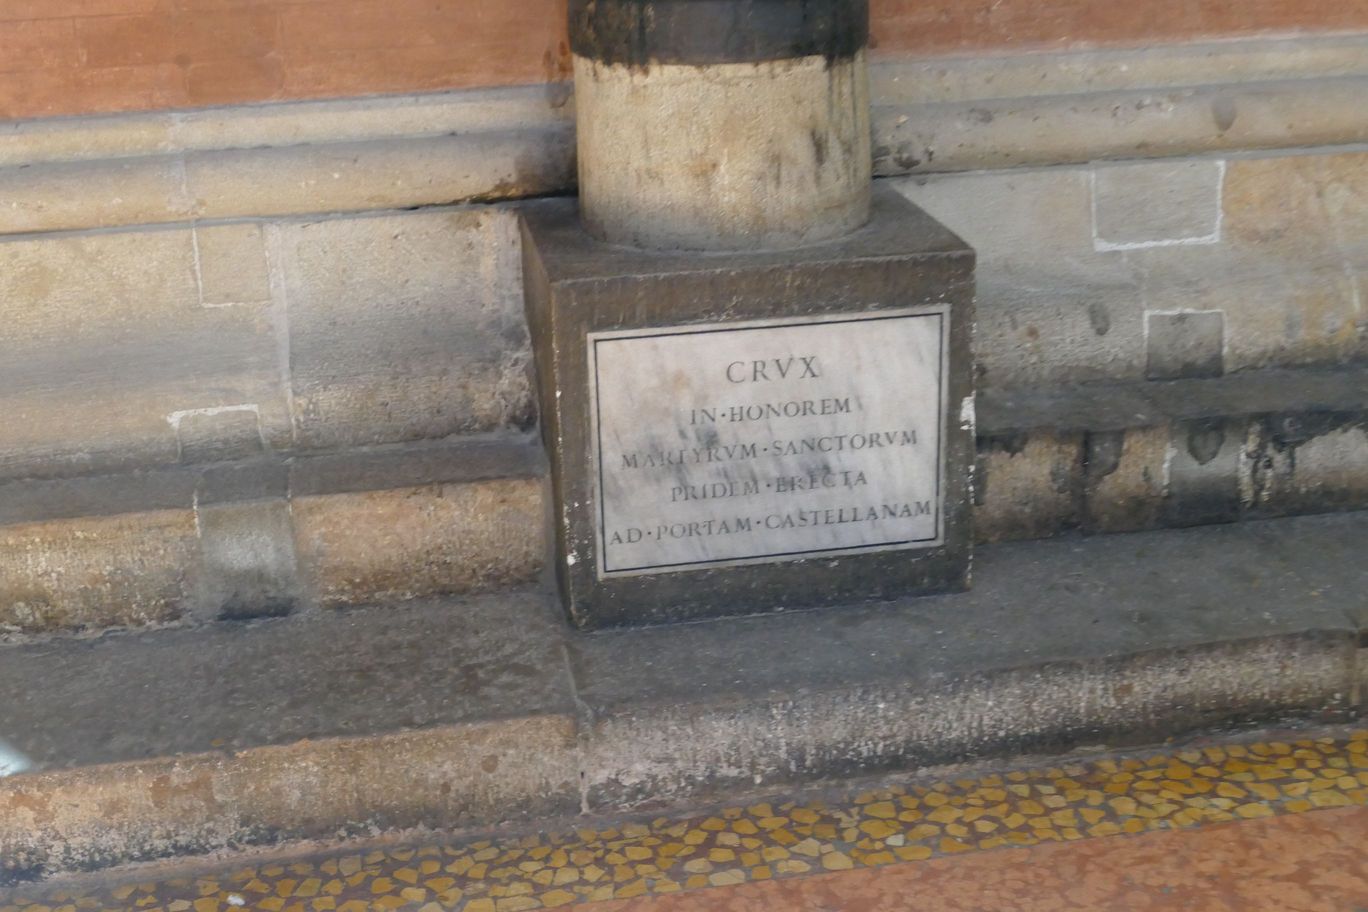 CRVX
IN·HONOREM
MARTYRVM·SANCTORVM
PRIDEM·ERECTA
AD·PORTAM·CASTELLANAM